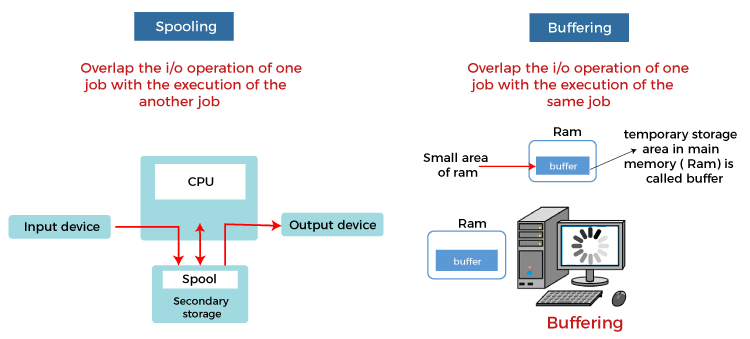 Spooling
Overlap the i/o operation of one
job with the execution of the
another job
CPU
Input device
Output device
Spool
Secondary
storage
Buffering
Overlap the i/o operation of one
job with the execution of the
same job
Ram
Small area
of ram
buffer
temporary storage
area in main
memory ( Ram) is
called buffer
Ram
buffer
Buffering